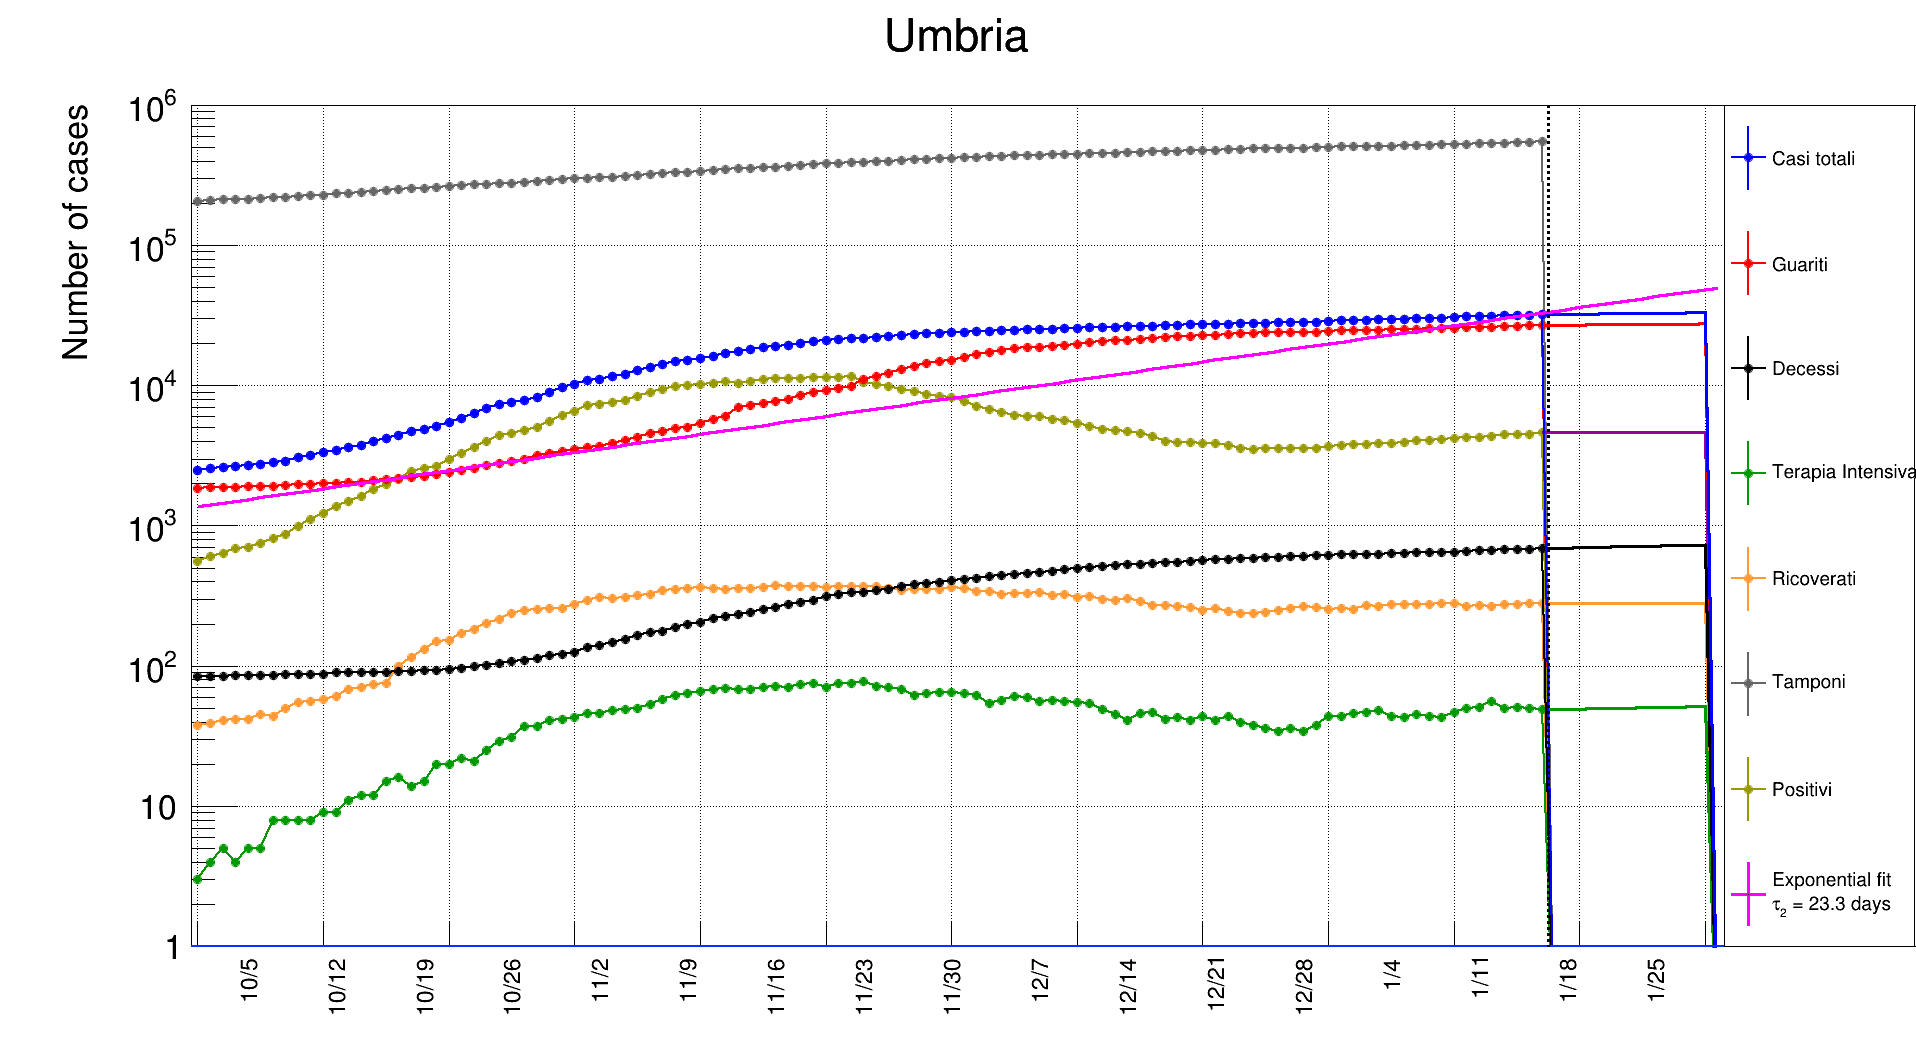 Umbria
Number of cases
10^6
10^5
10^4
10^3
10^2
10
1
10/5
10/12
10/19
10/26
11/2
11/9
11/16
11/23
11/30
12/7
12/14
12/21
12/28
1/4
1/11
1/18
1/25
Casi totali
Guariti
Decessi
Terapia Intensiva
Ricoverati
Tamponi
Positivi
Exponential fit
τ₂ = 23.3 days